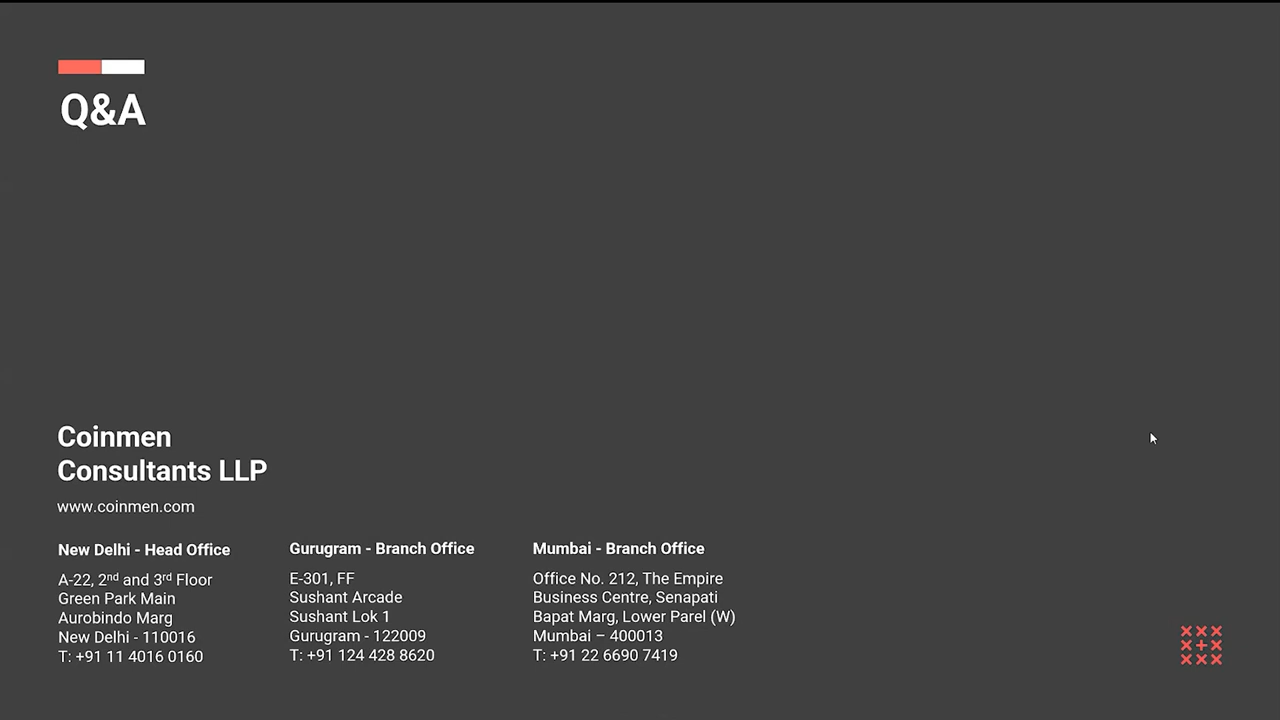 Q&A
Coinmen
Consultants LLP
www.coinmen.com
New Delhi - Head Office
A-22, 2nd and 3rd Floor
Green Park Main
Aurobindo Marg
New Delhi - 110016
T: +91 11 4016 0160
Gurugram - Branch Office
E-301, FF
Sushant Arcade
Sushant Lok 1
Gurugram - 122009
T: +91 124 428 8620
Mumbai - Branch Office
Office No. 212, The Empire
Business Centre, Senapati
Bapat Marg, Lower Parel (W)
Mumbai – 400013
T: +91 22 6690 7419